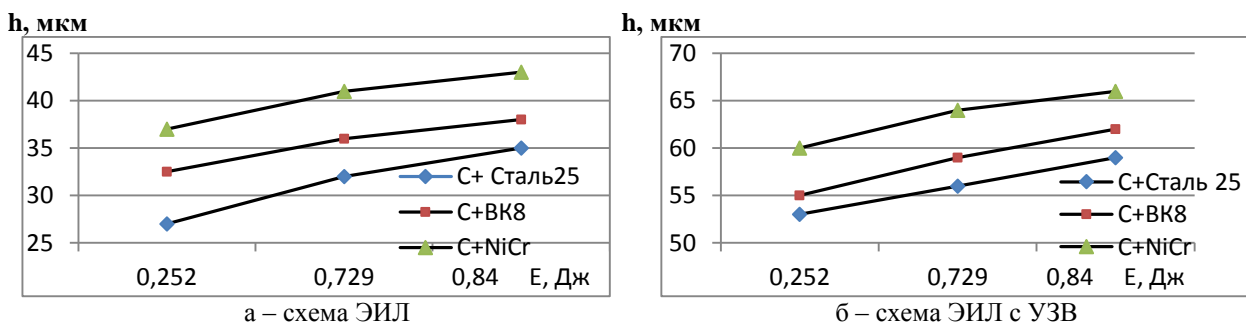 h, мкм
45
40
35
30
25
С+ Сталь25
С+ВК8
С+NiCr
0,252 0,729 0,84 Е, Дж
а – схема ЭИЛ
h, мкм
70
65
60
55
50
С+Сталь 25
С+ВК8
С+NiCr
0,252 0,729 0,84 Е, Дж
б – схема ЭИЛ с УЗВ